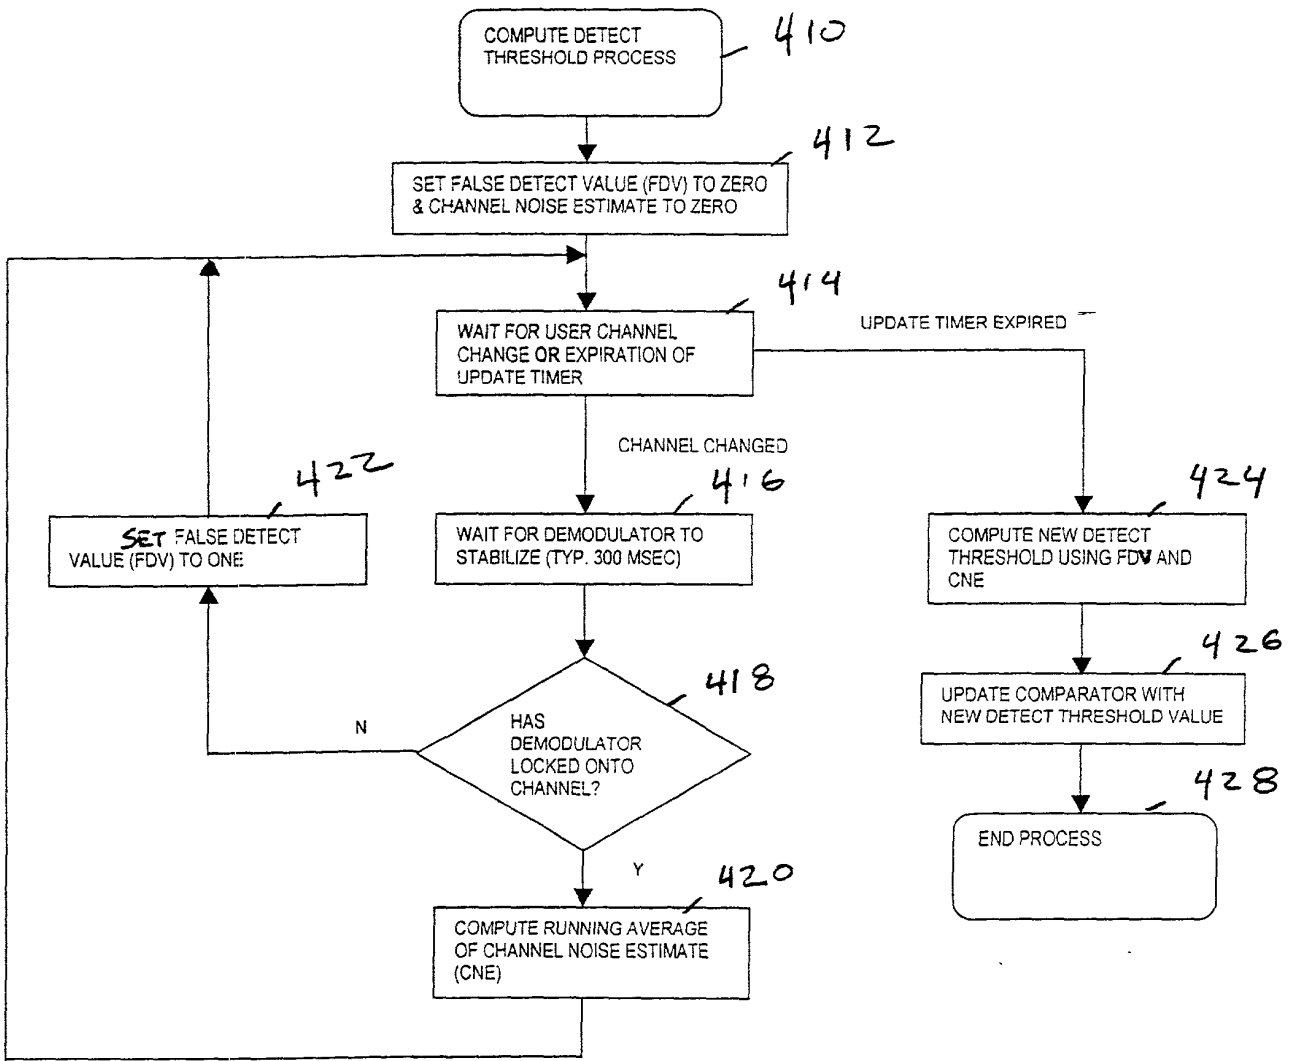 COMPUTE DETECT
THRESHOLD PROCESS
410
412
SET FALSE DETECT VALUE (FDV) TO ZERO
& CHANNEL NOISE ESTIMATE TO ZERO
414
WAIT FOR USER CHANNEL
CHANGE OR EXPIRATION OF
UPDATE TIMER
UPDATE TIMER EXPIRED
CHANNEL CHANGED
422
SET FALSE DETECT
VALUE (FDV) TO ONE
416
WAIT FOR DEMODULATOR TO
STABILIZE (TYP. 300 MSEC)
424
COMPUTE NEW DETECT
THRESHOLD USING FDV AND
CNE
426
UPDATE COMPARATOR WITH
NEW DETECT THRESHOLD VALUE
418
N
HAS
DEMODULATOR
LOCKED ONTO
CHANNEL?
428
END PROCESS
Y
420
COMPUTE RUNNING AVERAGE
OF CHANNEL NOISE ESTIMATE
(CNE)